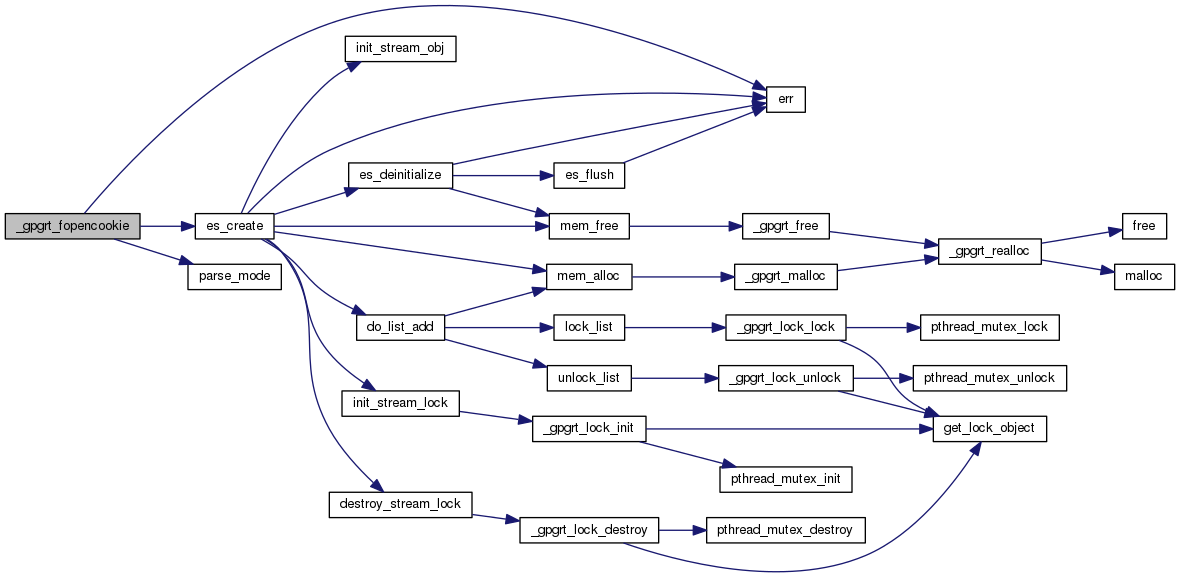 _gpgrt_fopencookie
es_create
parse_mode
init_stream_obj
err
es_deinitialize
es_flush
mem_free
_gpgrt_free
_gpgrt_realloc
free
malloc
mem_alloc
_gpgrt_malloc
do_list_add
lock_list
_gpgrt_lock_lock
pthread_mutex_lock
unlock_list
_gpgrt_lock_unlock
pthread_mutex_unlock
init_stream_lock
_gpgrt_lock_init
get_lock_object
pthread_mutex_init
destroy_stream_lock
_gpgrt_lock_destroy
pthread_mutex_destroy